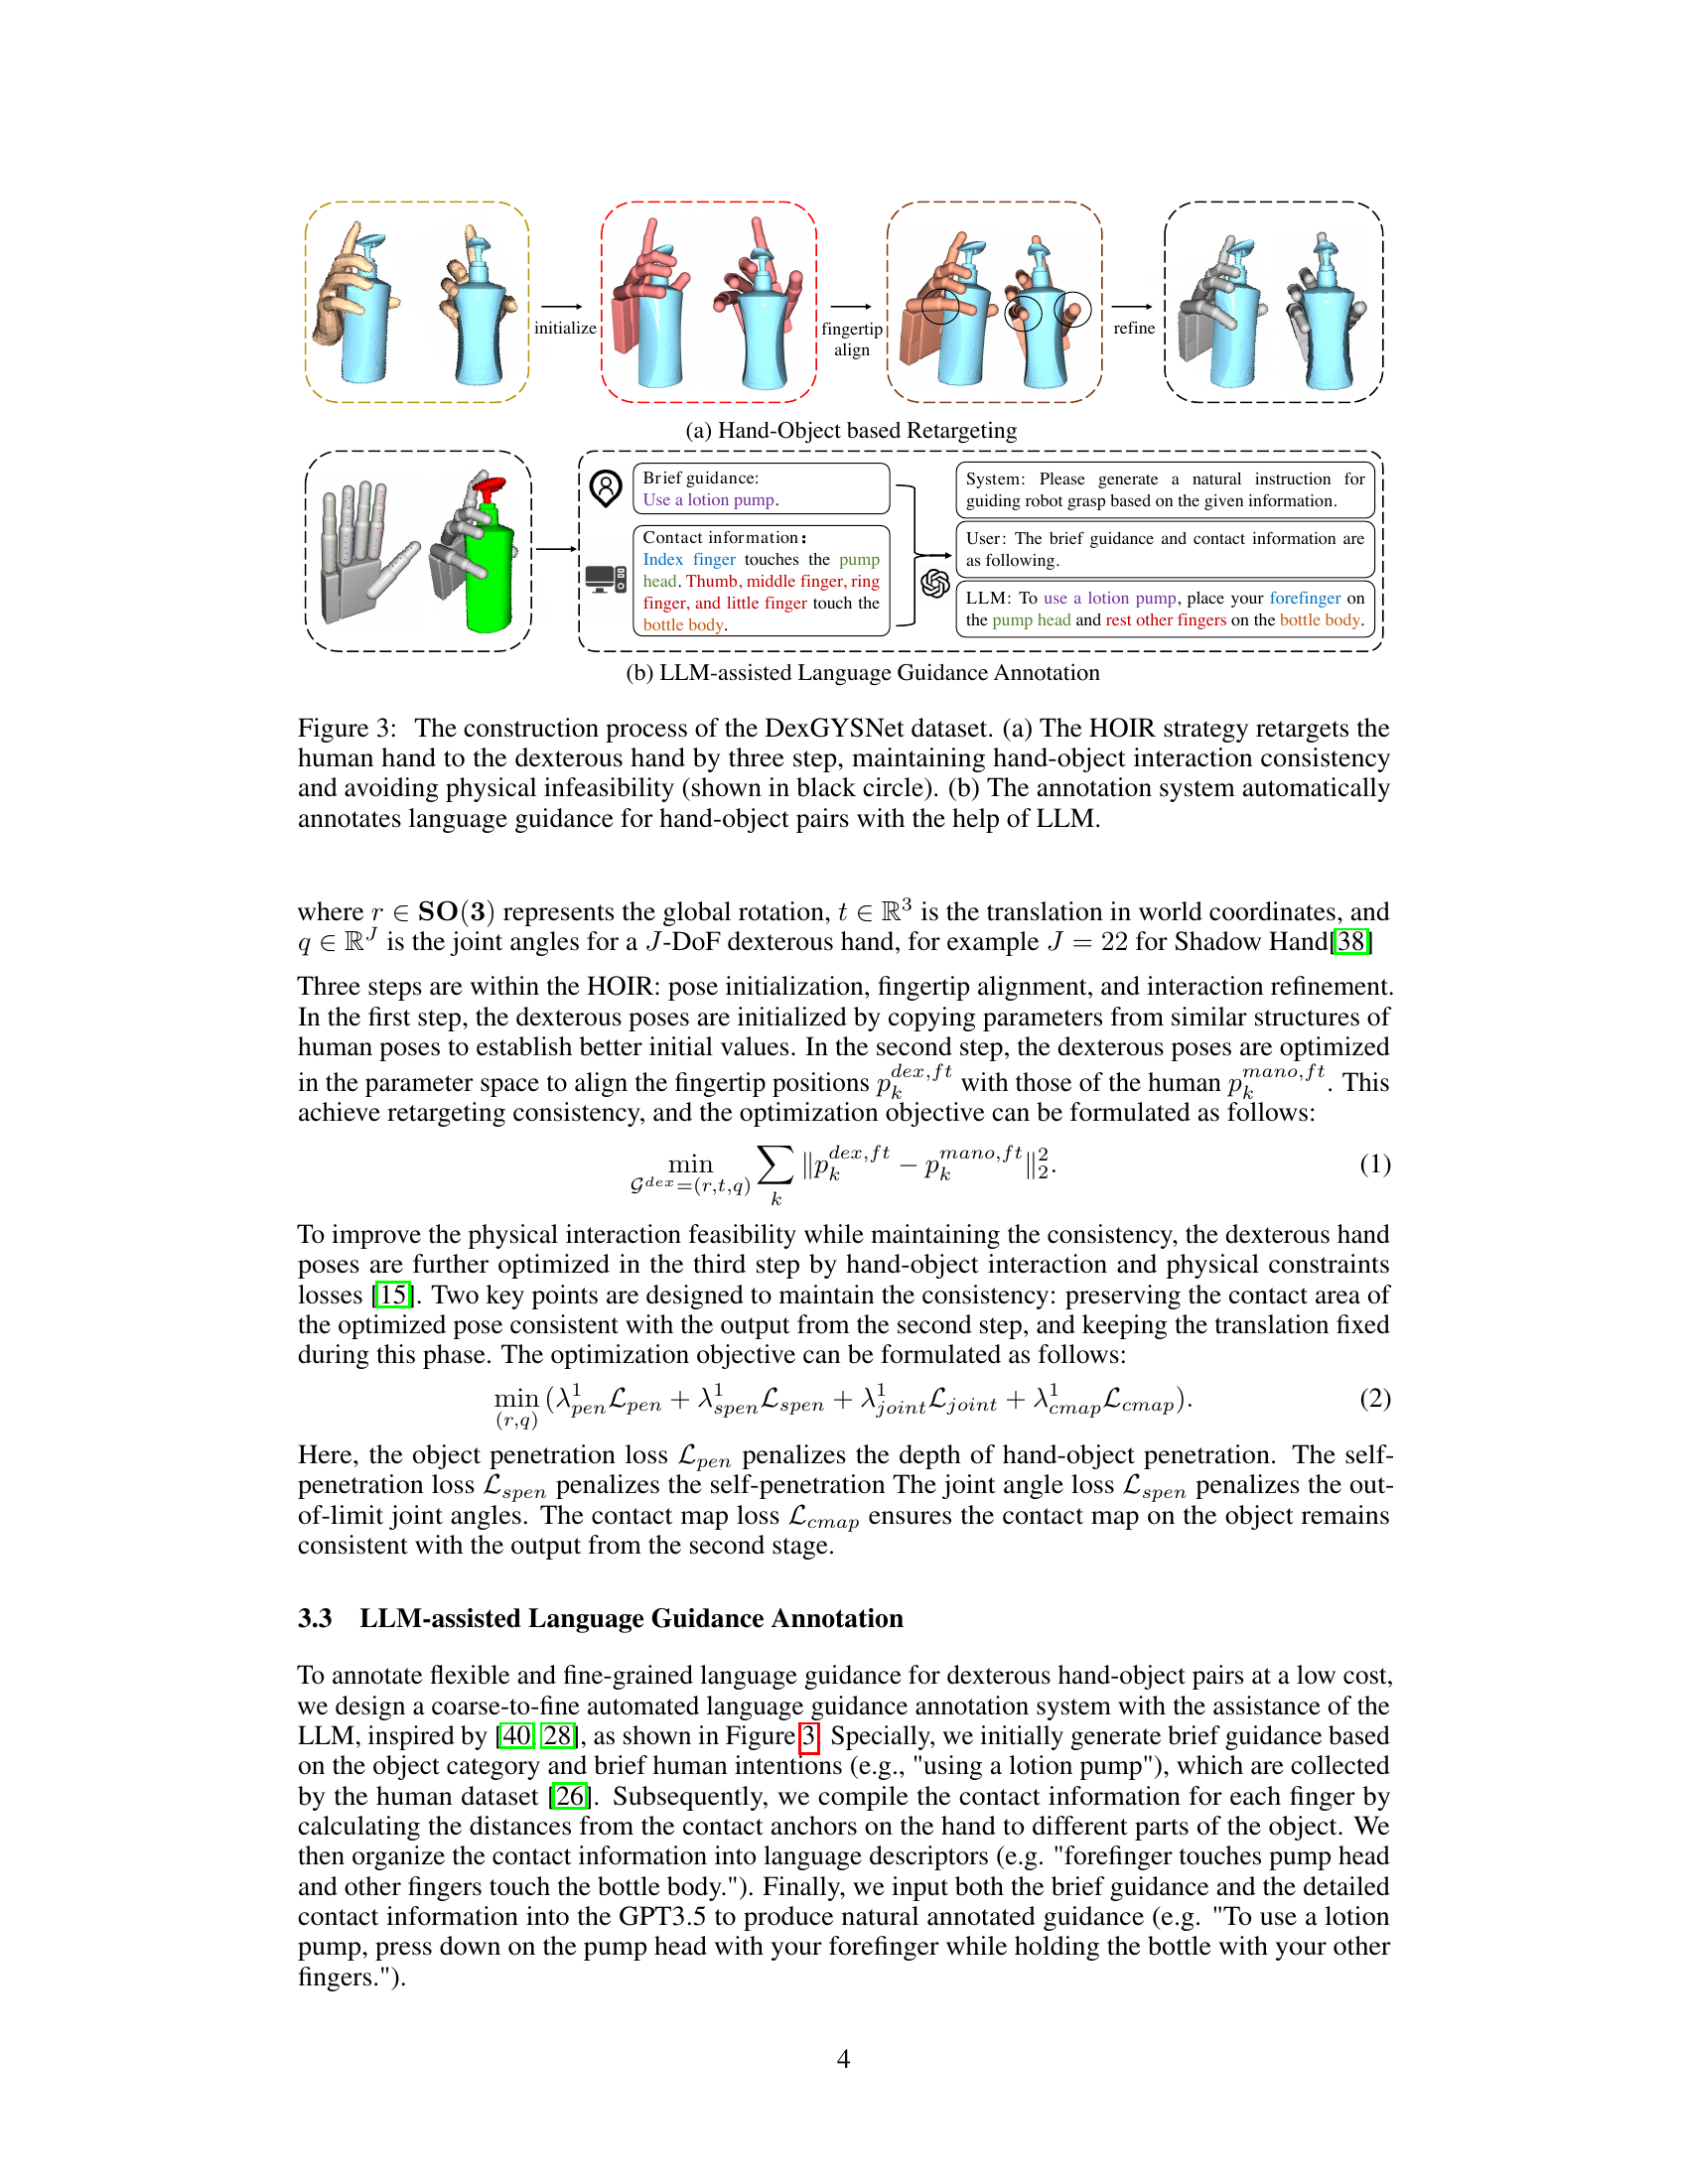 initialize
fingertip
align
refine
(a) Hand-Object based Retargeting
Brief guidance:
Use a lotion pump.
Contact information:
Index finger touches the pump
head. Thumb, middle finger, ring
finger, and little finger touch the
bottle body.
System: Please generate a natural instruction for
guiding robot grasp based on the given information.
User: The brief guidance and contact information are
as following.
LLM: To use a lotion pump, place your forefinger on
the pump head and rest other fingers on the bottle body.
(b) LLM-assisted Language Guidance Annotation
Figure 3: The construction process of the DexGYSNet dataset. (a) The HOIR strategy retargets the
human hand to the dexterous hand by three step, maintaining hand-object interaction consistency
and avoiding physical infeasibility (shown in black circle). (b) The annotation system automatically
annotates language guidance for hand-object pairs with the help of LLM.
where r ∈ SO(3) represents the global rotation, t ∈ ℝ^3 is the translation in world coordinates, and
q ∈ ℝ^J is the joint angles for a J-DoF dexterous hand, for example J = 22 for Shadow Hand[38]
Three steps are within the HOIR: pose initialization, fingertip alignment, and interaction refinement.
In the first step, the dexterous poses are initialized by copying parameters from similar structures of
human poses to establish better initial values. In the second step, the dexterous poses are optimized
in the parameter space to align the fingertip positions p_k^{dex,ft} with those of the human p_k^{mano,ft}. This
achieve retargeting consistency, and the optimization objective can be formulated as follows:
min_{𝒢^{dex}=(r,t,q)} ∑_k ‖p_k^{dex,ft} − p_k^{mano,ft}‖_2^2. (1)
To improve the physical interaction feasibility while maintaining the consistency, the dexterous hand
poses are further optimized in the third step by hand-object interaction and physical constraints
losses [15]. Two key points are designed to maintain the consistency: preserving the contact area of
the optimized pose consistent with the output from the second step, and keeping the translation fixed
during this phase. The optimization objective can be formulated as follows:
min_{(r,q)} (λ_{pen}^1 ℒ_{pen} + λ_{spen}^1 ℒ_{spen} + λ_{joint}^1 ℒ_{joint} + λ_{cmap}^1 ℒ_{cmap}). (2)
Here, the object penetration loss ℒ_{pen} penalizes the depth of hand-object penetration. The self-
penetration loss ℒ_{spen} penalizes the self-penetration The joint angle loss ℒ_{spen} penalizes the out-
of-limit joint angles. The contact map loss ℒ_{cmap} ensures the contact map on the object remains
consistent with the output from the second stage.
3.3 LLM-assisted Language Guidance Annotation
To annotate flexible and fine-grained language guidance for dexterous hand-object pairs at a low cost,
we design a coarse-to-fine automated language guidance annotation system with the assistance of the
LLM, inspired by [40, 28], as shown in Figure 3. Specially, we initially generate brief guidance based
on the object category and brief human intentions (e.g., "using a lotion pump"), which are collected
by the human dataset [26]. Subsequently, we compile the contact information for each finger by
calculating the distances from the contact anchors on the hand to different parts of the object. We
then organize the contact information into language descriptors (e.g. "forefinger touches pump head
and other fingers touch the bottle body."). Finally, we input both the brief guidance and the detailed
contact information into the GPT3.5 to produce natural annotated guidance (e.g. "To use a lotion
pump, press down on the pump head with your forefinger while holding the bottle with your other
fingers.").
4